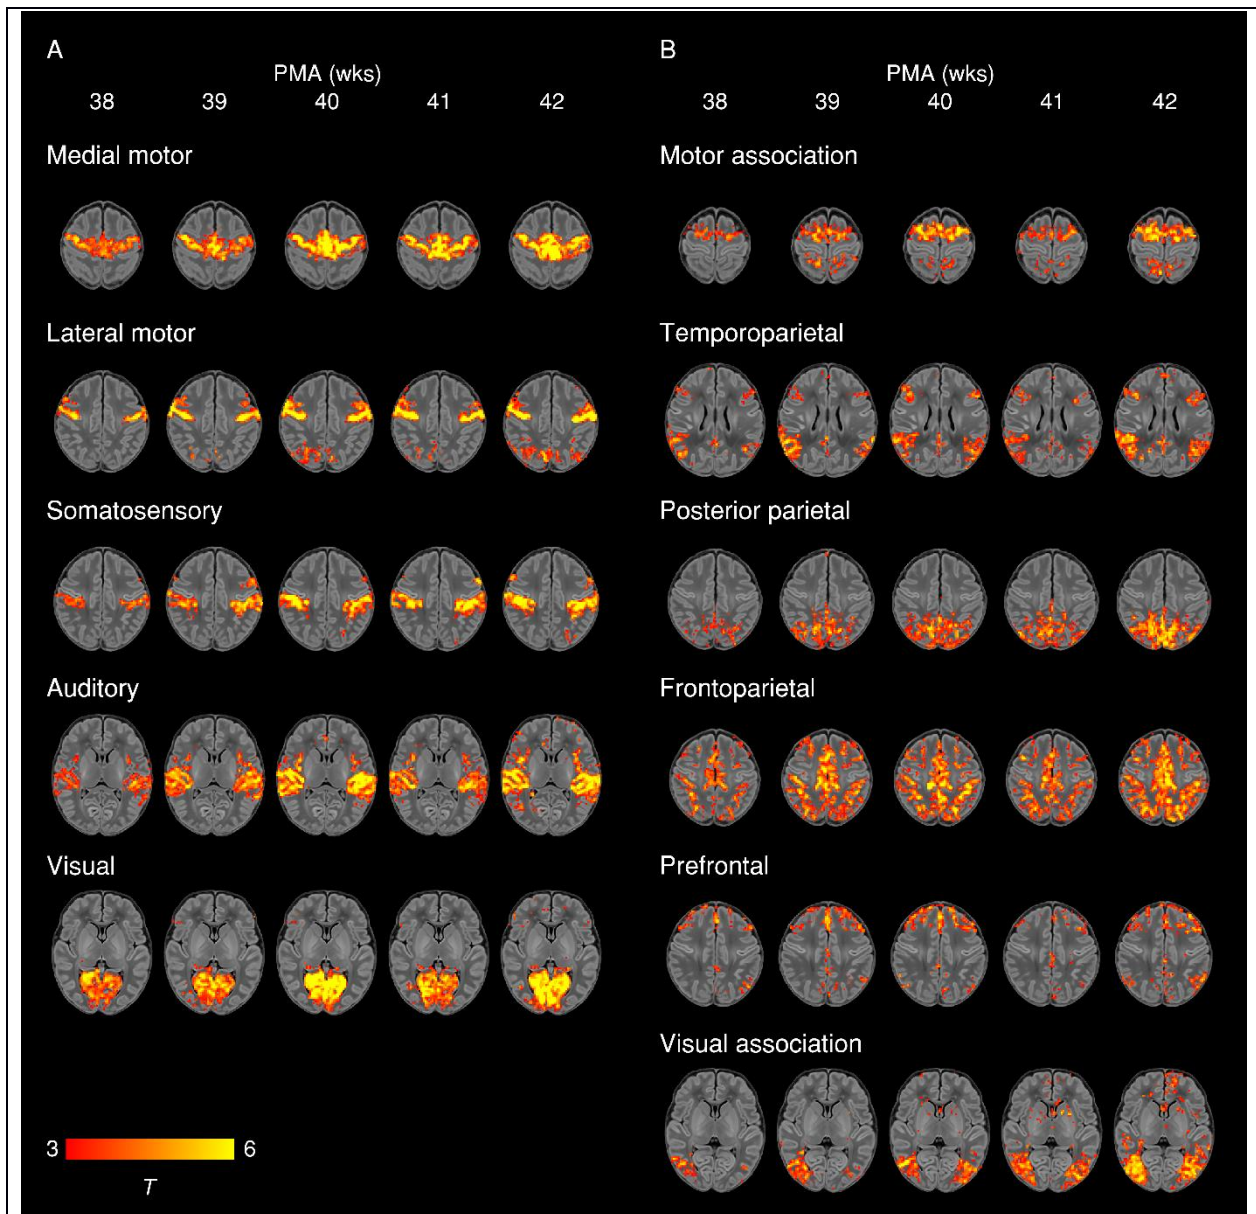 A
PMA (wks)
38 39 40 41 42
Medial motor
Lateral motor
Somatosensory
Auditory
Visual
3 6
T
B
PMA (wks)
38 39 40 41 42
Motor association
Temporoparietal
Posterior parietal
Frontoparietal
Prefrontal
Visual association